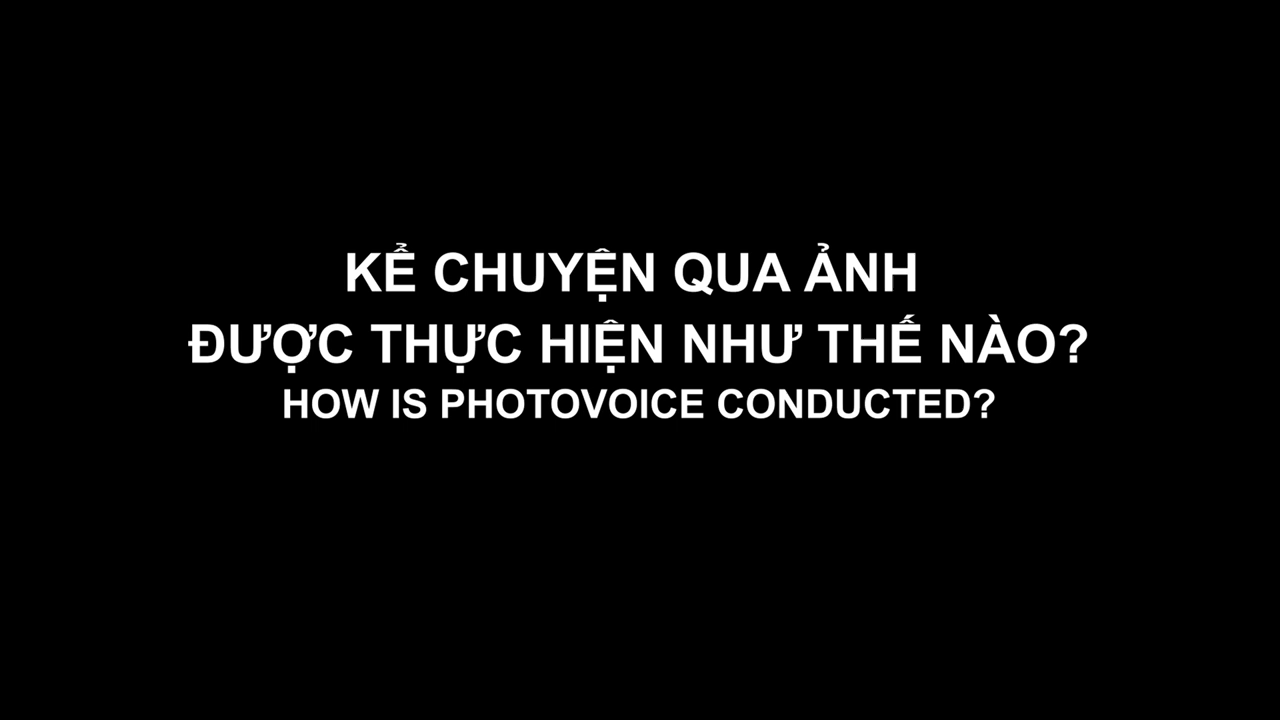 KỂ CHUYỆN QUA ẢNH
ĐƯỢC THỰC HIỆN NHƯ THẾ NÀO?
HOW IS PHOTOVOICE CONDUCTED?